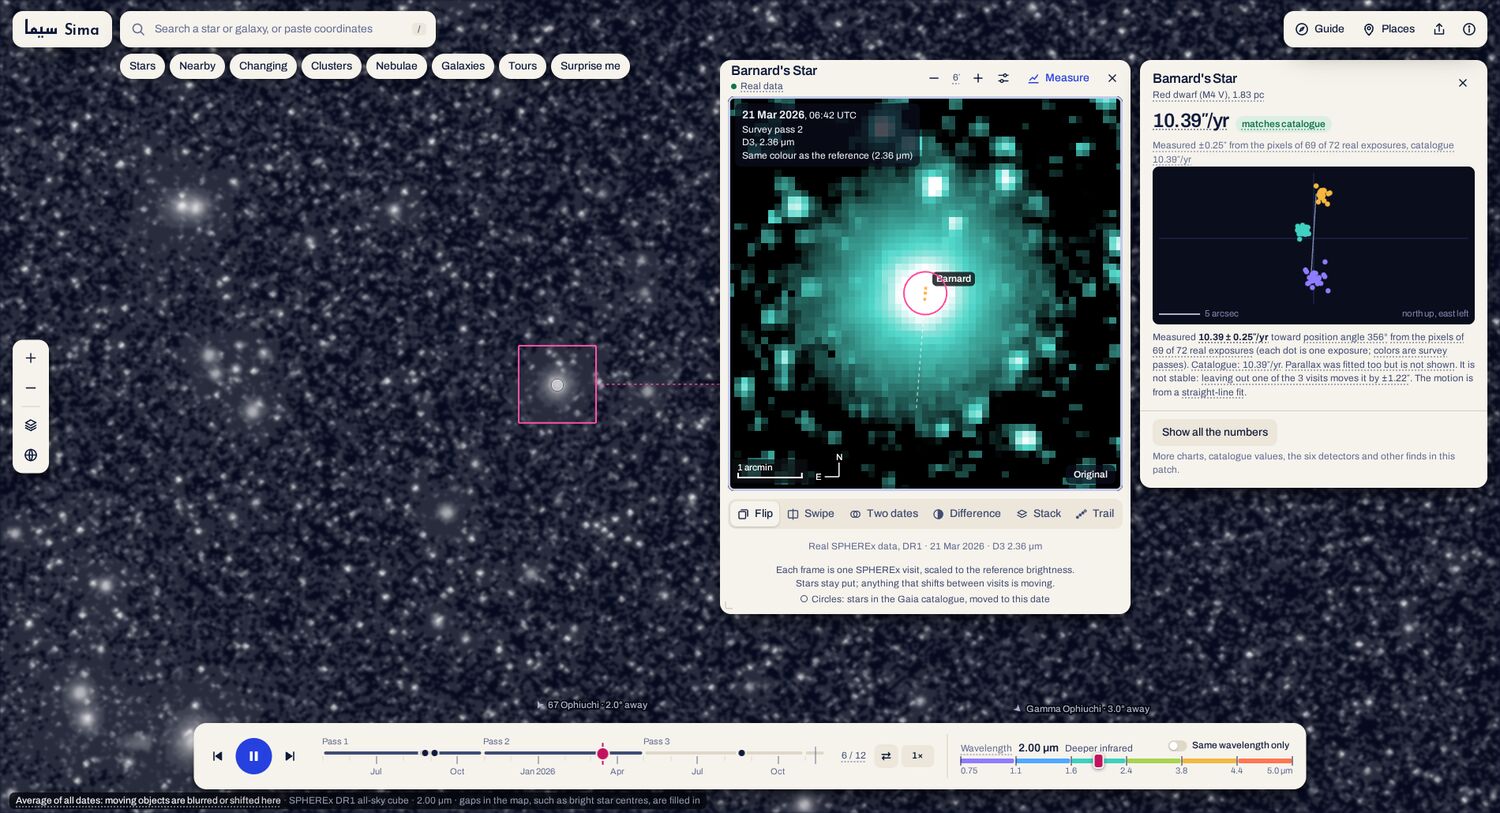 سيما Sima
Search a star or galaxy, or paste coordinates /
Guide Places
Stars Nearby Changing Clusters Nebulae Galaxies Tours Surprise me
Barnard's Star
Real data
6′
Measure
21 Mar 2026, 06:42 UTC
Survey pass 2
D3, 2.36 µm
Same colour as the reference (2.36 µm)
Barnard
1 arcmin
N
E
Original
Flip Swipe Two dates Difference Stack Trail
Real SPHEREx data, DR1 · 21 Mar 2026 · D3 2.36 µm
Each frame is one SPHEREx visit, scaled to the reference brightness.
Stars stay put; anything that shifts between visits is moving.
Circles: stars in the Gaia catalogue, moved to this date
Barnard's Star
Red dwarf (M4 V), 1.83 pc
10.39″/yr matches catalogue
Measured ±0.25″ from the pixels of 69 of 72 real exposures, catalogue
10.39″/yr
5 arcsec
north up, east left
Measured 10.39 ± 0.25″/yr toward position angle 356° from the pixels of
69 of 72 real exposures (each dot is one exposure; colors are survey
passes). Catalogue: 10.39″/yr. Parallax was fitted too but is not shown. It is
not stable: leaving out one of the 3 visits moves it by ±1.22″. The motion is
from a straight-line fit.
Show all the numbers
More charts, catalogue values, the six detectors and other finds in this
patch.
67 Ophiuchi · 2.0° away
Gamma Ophiuchi · 3.0° away
Pass 1 Pass 2 Pass 3
Jul Oct Jan 2026 Apr Jul Oct
6 / 12
1×
Wavelength 2.00 µm Deeper infrared
Same wavelength only
0.75 1.1 1.6 2.4 3.8 4.4 5.0 µm
Average of all dates: moving objects are blurred or shifted here · SPHEREx DR1 all-sky cube · 2.00 µm · gaps in the map, such as bright star centres, are filled in